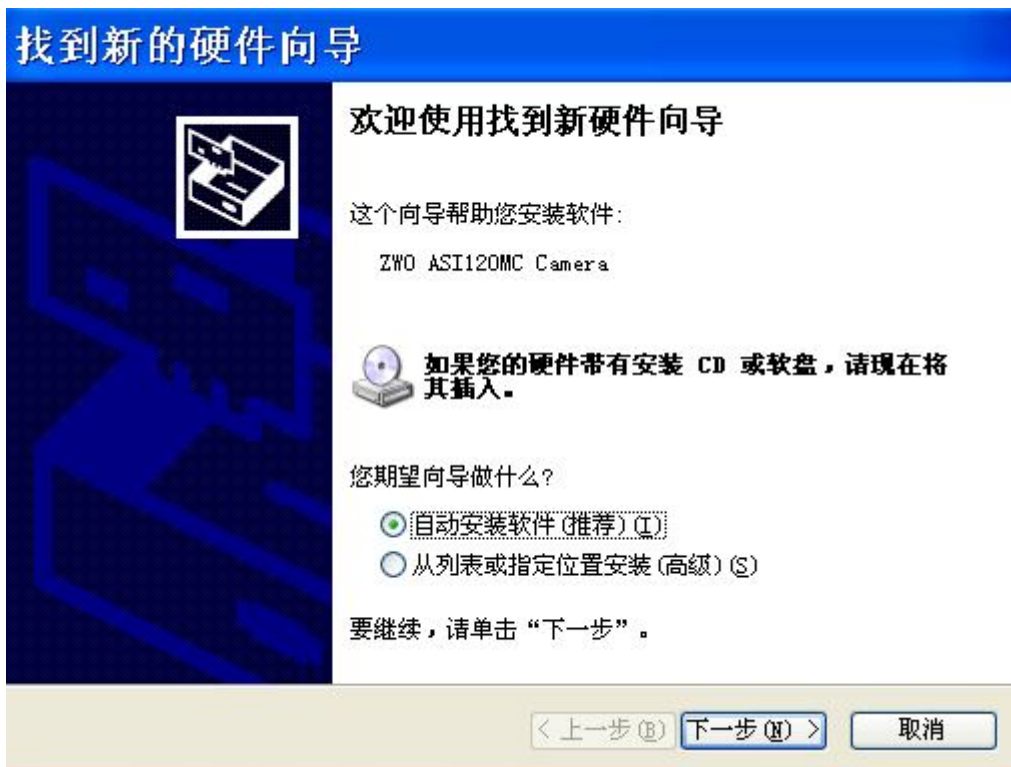 找到新的硬件向导
欢迎使用找到新硬件向导
这个向导帮助您安装软件:
ZWO ASI120MC Camera
如果您的硬件带有安装 CD 或软盘，请现在将
其插入。
您期望向导做什么?
自动安装软件(推荐)(I)
从列表或指定位置安装(高级)(S)
要继续，请单击“下一步”。
< 上一步(B)
下一步(N) >
取消